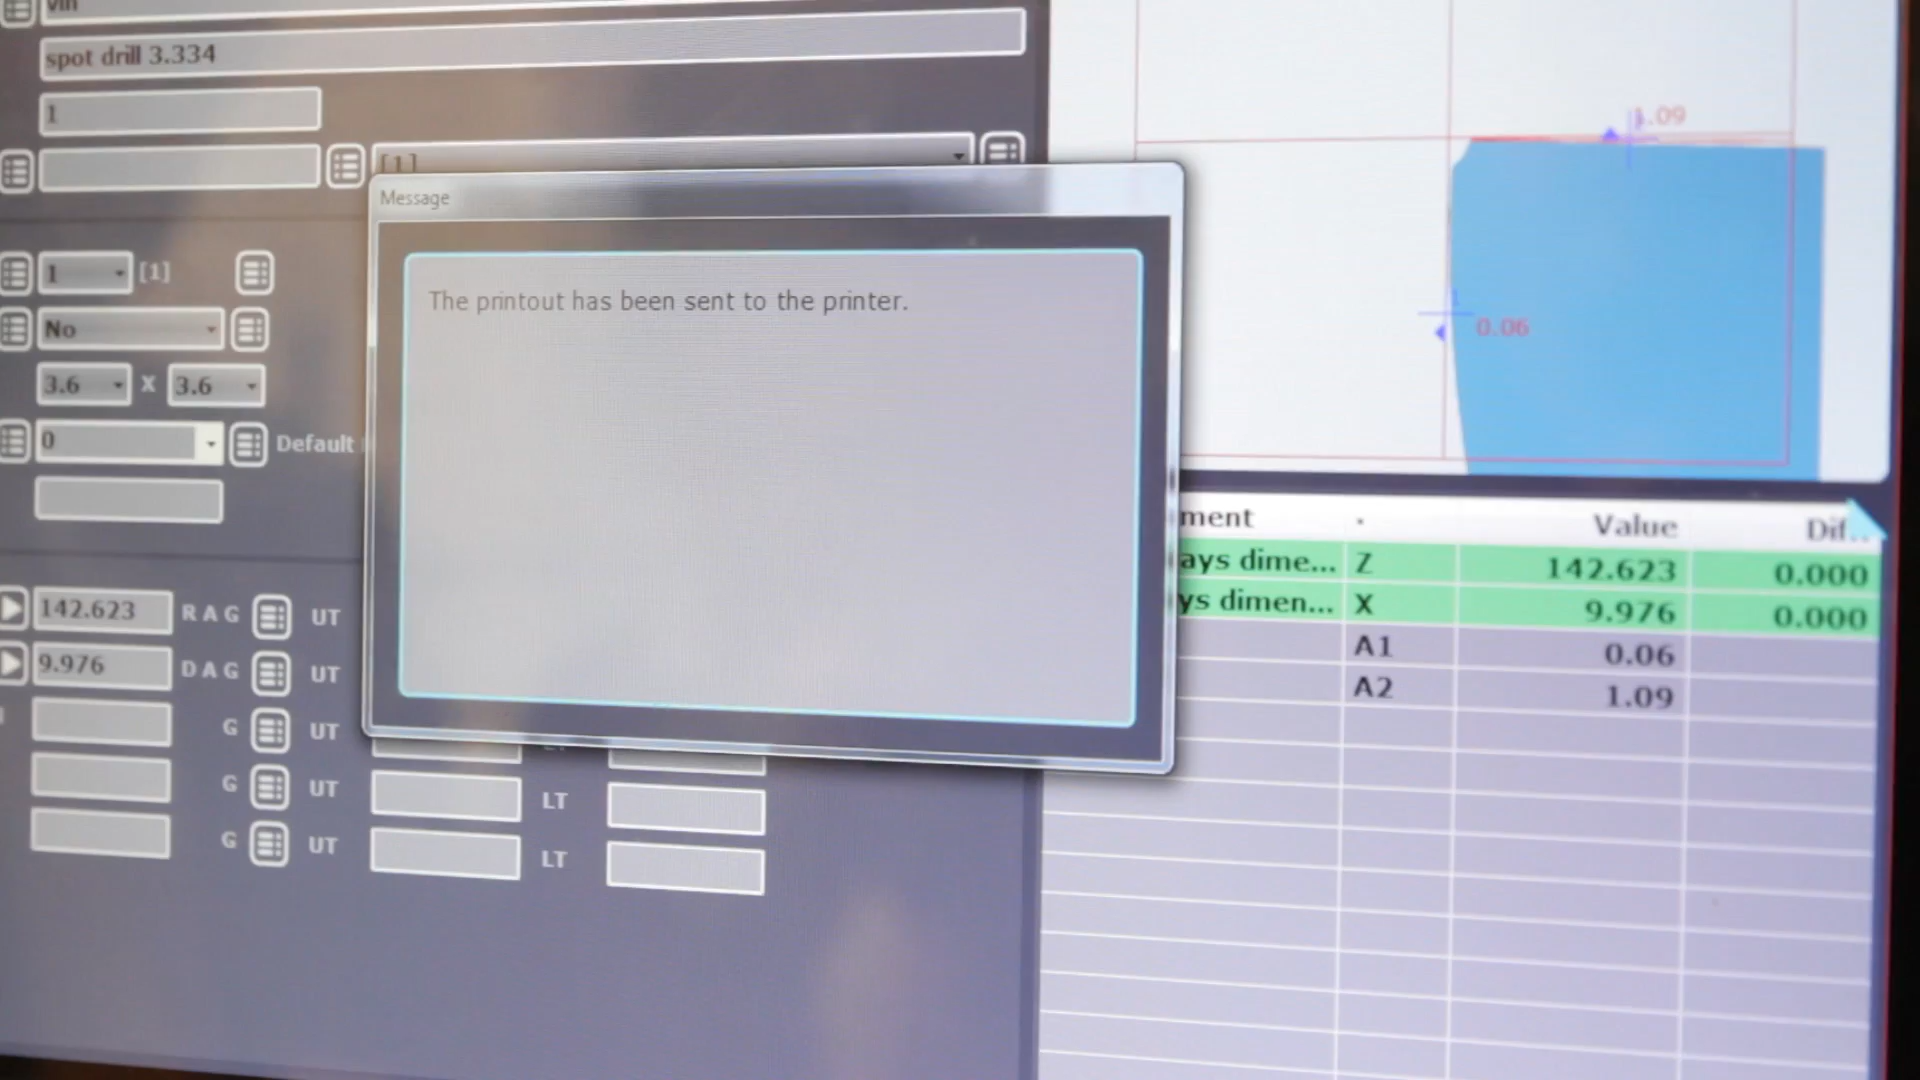 vin
spot drill 3.334
1
[1]
Message
The printout has been sent to the printer.
1 [1]
No
3.6 X 3.6
0 Default
142.623 R A G UT
9.976 D A G UT
G UT
G UT LT
G UT LT
1.09
0.06
ment . Value Dif...
ays dime... Z 142.623 0.000
ys dimen... X 9.976 0.000
A1 0.06
A2 1.09